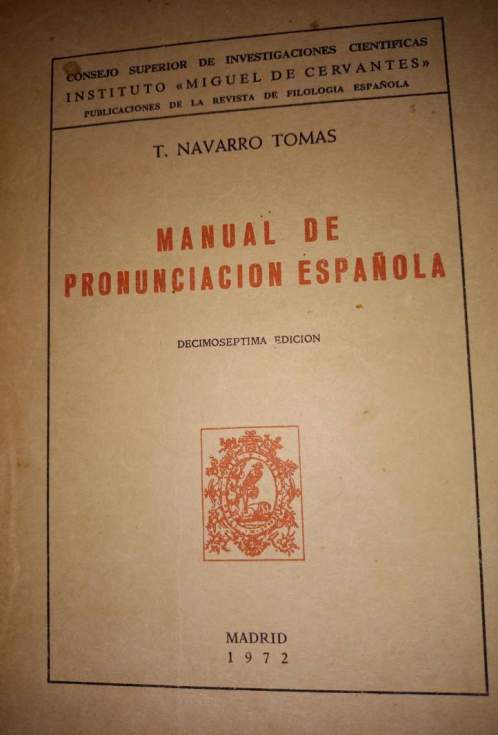 CONSEJO SUPERIOR DE INVESTIGACIONES CIENTIFICAS
INSTITUTO «MIGUEL DE CERVANTES»
PUBLICACIONES DE LA REVISTA DE FILOLOGIA ESPAÑOLA
T. NAVARRO TOMAS
MANUAL DE
PRONUNCIACION ESPAÑOLA
DECIMOSEPTIMA EDICION
MADRID
1972